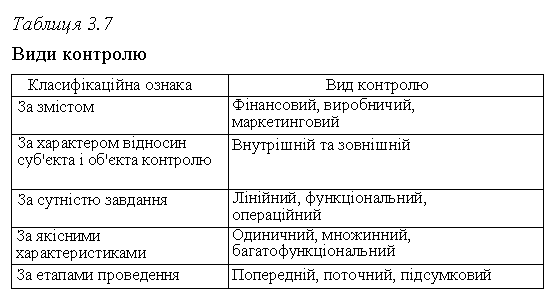 Таблиця 3.7
Види контролю
Класифікаційна ознака Вид контролю
За змістом Фінансовий, виробничий,
маркетинговий
За характером відносин
суб'єкта і об'єкта контролю Внутрішній та зовнішній
За сутністю завдання Лінійний, функціональний,
операційний
За якісними
характеристиками Одиничний, множинний,
багатофункціональний
За етапами проведення Попередній, поточний, підсумковий